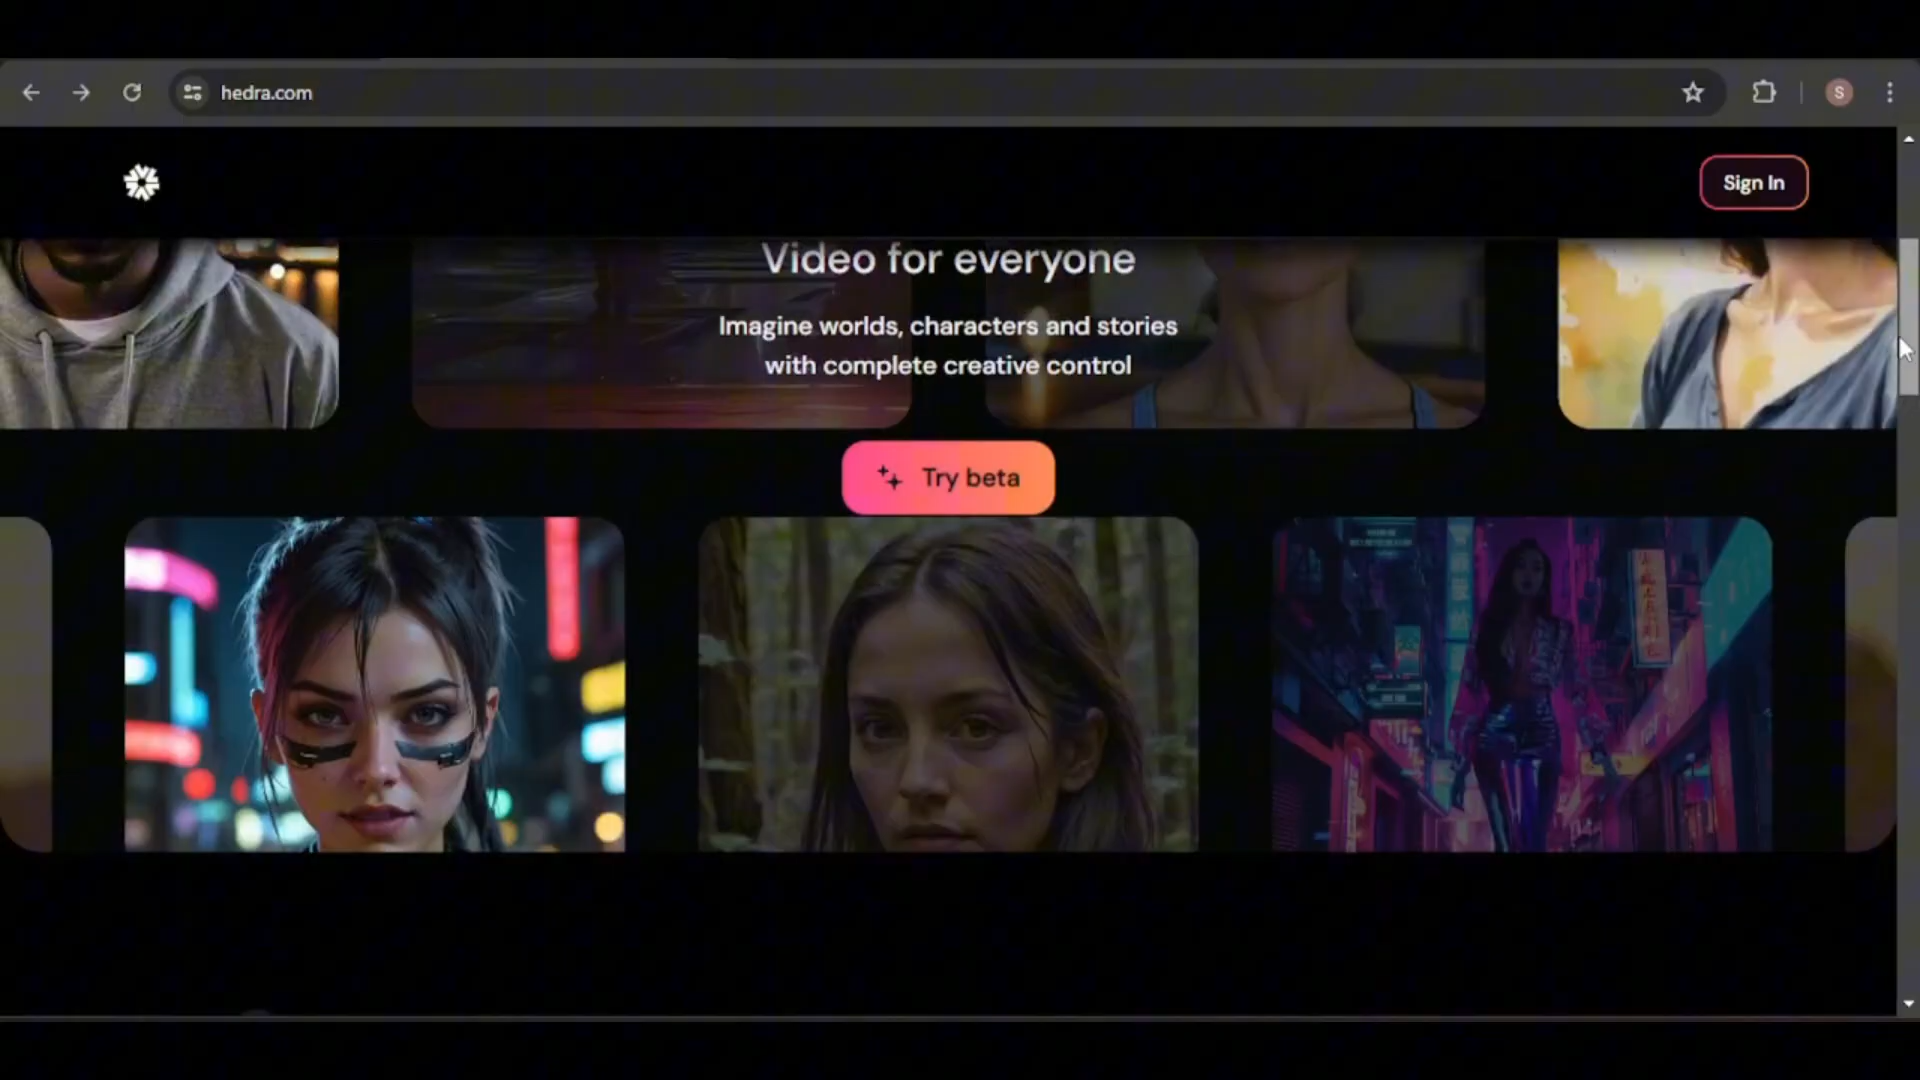 hedra.com
S
Sign In
Video for everyone
Imagine worlds, characters and stories
with complete creative control
Try beta